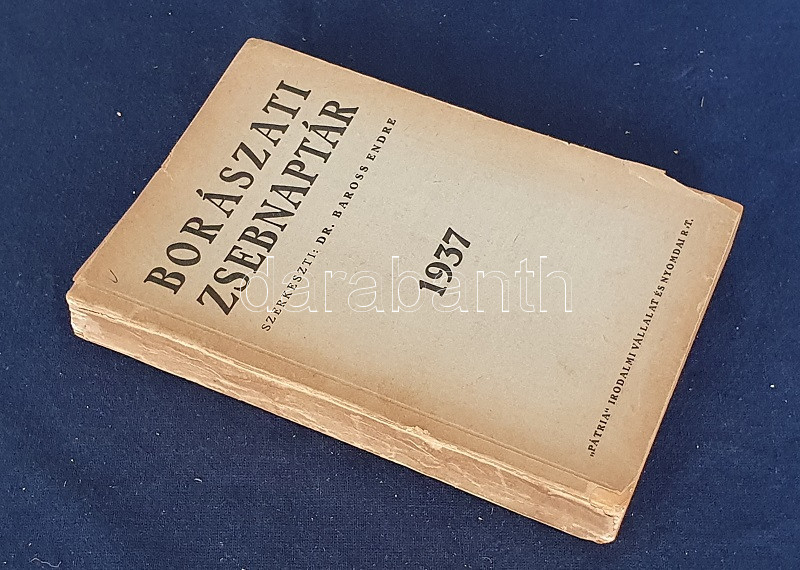 BORÁSZATI
ZSEBNAPTÁR
SZERKESZTI: DR. BAROSS ENDRE
1937
„PÁTRIA“ IRODALMI VÁLLALAT ÉS NYOMDAI R.-T.
darabanth